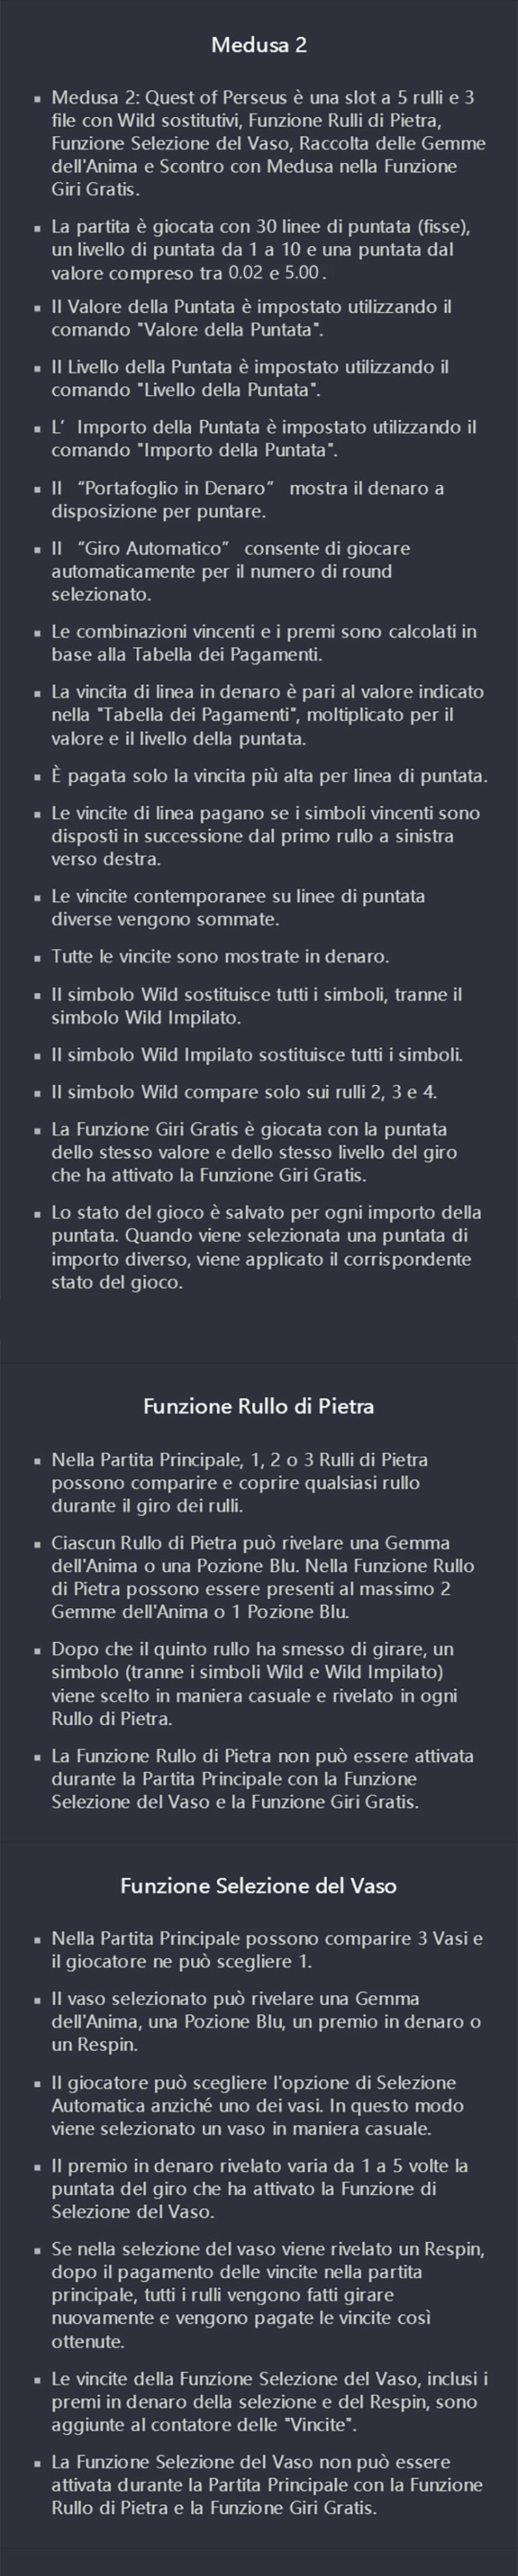 Medusa 2
▪ Medusa 2: Quest of Perseus è una slot a 5 rulli e 3
file con Wild sostitutivi, Funzione Rulli di Pietra,
Funzione Selezione del Vaso, Raccolta delle Gemme
dell'Anima e Scontro con Medusa nella Funzione
Giri Gratis.
▪ La partita è giocata con 30 linee di puntata (fisse),
un livello di puntata da 1 a 10 e una puntata dal
valore compreso tra 0.02 e 5.00 .
▪ Il Valore della Puntata è impostato utilizzando il
comando "Valore della Puntata".
▪ Il Livello della Puntata è impostato utilizzando il
comando "Livello della Puntata".
▪ L’ Importo della Puntata è impostato utilizzando il
comando "Importo della Puntata".
▪ Il “Portafoglio in Denaro” mostra il denaro a
disposizione per puntare.
▪ Il “Giro Automatico” consente di giocare
automaticamente per il numero di round
selezionato.
▪ Le combinazioni vincenti e i premi sono calcolati in
base alla Tabella dei Pagamenti.
▪ La vincita di linea in denaro è pari al valore indicato
nella "Tabella dei Pagamenti", moltiplicato per il
valore e il livello della puntata.
▪ È pagata solo la vincita più alta per linea di puntata.
▪ Le vincite di linea pagano se i simboli vincenti sono
disposti in successione dal primo rullo a sinistra
verso destra.
▪ Le vincite contemporanee su linee di puntata
diverse vengono sommate.
▪ Tutte le vincite sono mostrate in denaro.
▪ Il simbolo Wild sostituisce tutti i simboli, tranne il
simbolo Wild Impilato.
▪ Il simbolo Wild Impilato sostituisce tutti i simboli.
▪ Il simbolo Wild compare solo sui rulli 2, 3 e 4.
▪ La Funzione Giri Gratis è giocata con la puntata
dello stesso valore e dello stesso livello del giro
che ha attivato la Funzione Giri Gratis.
▪ Lo stato del gioco è salvato per ogni importo della
puntata. Quando viene selezionata una puntata di
importo diverso, viene applicato il corrispondente
stato del gioco.
Funzione Rullo di Pietra
▪ Nella Partita Principale, 1, 2 o 3 Rulli di Pietra
possono comparire e coprire qualsiasi rullo
durante il giro dei rulli.
▪ Ciascun Rullo di Pietra può rivelare una Gemma
dell'Anima o una Pozione Blu. Nella Funzione Rullo
di Pietra possono essere presenti al massimo 2
Gemme dell'Anima o 1 Pozione Blu.
▪ Dopo che il quinto rullo ha smesso di girare, un
simbolo (tranne i simboli Wild e Wild Impilato)
viene scelto in maniera casuale e rivelato in ogni
Rullo di Pietra.
▪ La Funzione Rullo di Pietra non può essere attivata
durante la Partita Principale con la Funzione
Selezione del Vaso e la Funzione Giri Gratis.
Funzione Selezione del Vaso
▪ Nella Partita Principale possono comparire 3 Vasi e
il giocatore ne può scegliere 1.
▪ Il vaso selezionato può rivelare una Gemma
dell'Anima, una Pozione Blu, un premio in denaro o
un Respin.
▪ Il giocatore può scegliere l'opzione di Selezione
Automatica anziché uno dei vasi. In questo modo
viene selezionato un vaso in maniera casuale.
▪ Il premio in denaro rivelato varia da 1 a 5 volte la
puntata del giro che ha attivato la Funzione di
Selezione del Vaso.
▪ Se nella selezione del vaso viene rivelato un Respin,
dopo il pagamento delle vincite nella partita
principale, tutti i rulli vengono fatti girare
nuovamente e vengono pagate le vincite così
ottenute.
▪ Le vincite della Funzione Selezione del Vaso, inclusi i
premi in denaro della selezione e del Respin, sono
aggiunte al contatore delle "Vincite".
▪ La Funzione Selezione del Vaso non può essere
attivata durante la Partita Principale con la Funzione
Rullo di Pietra e la Funzione Giri Gratis.